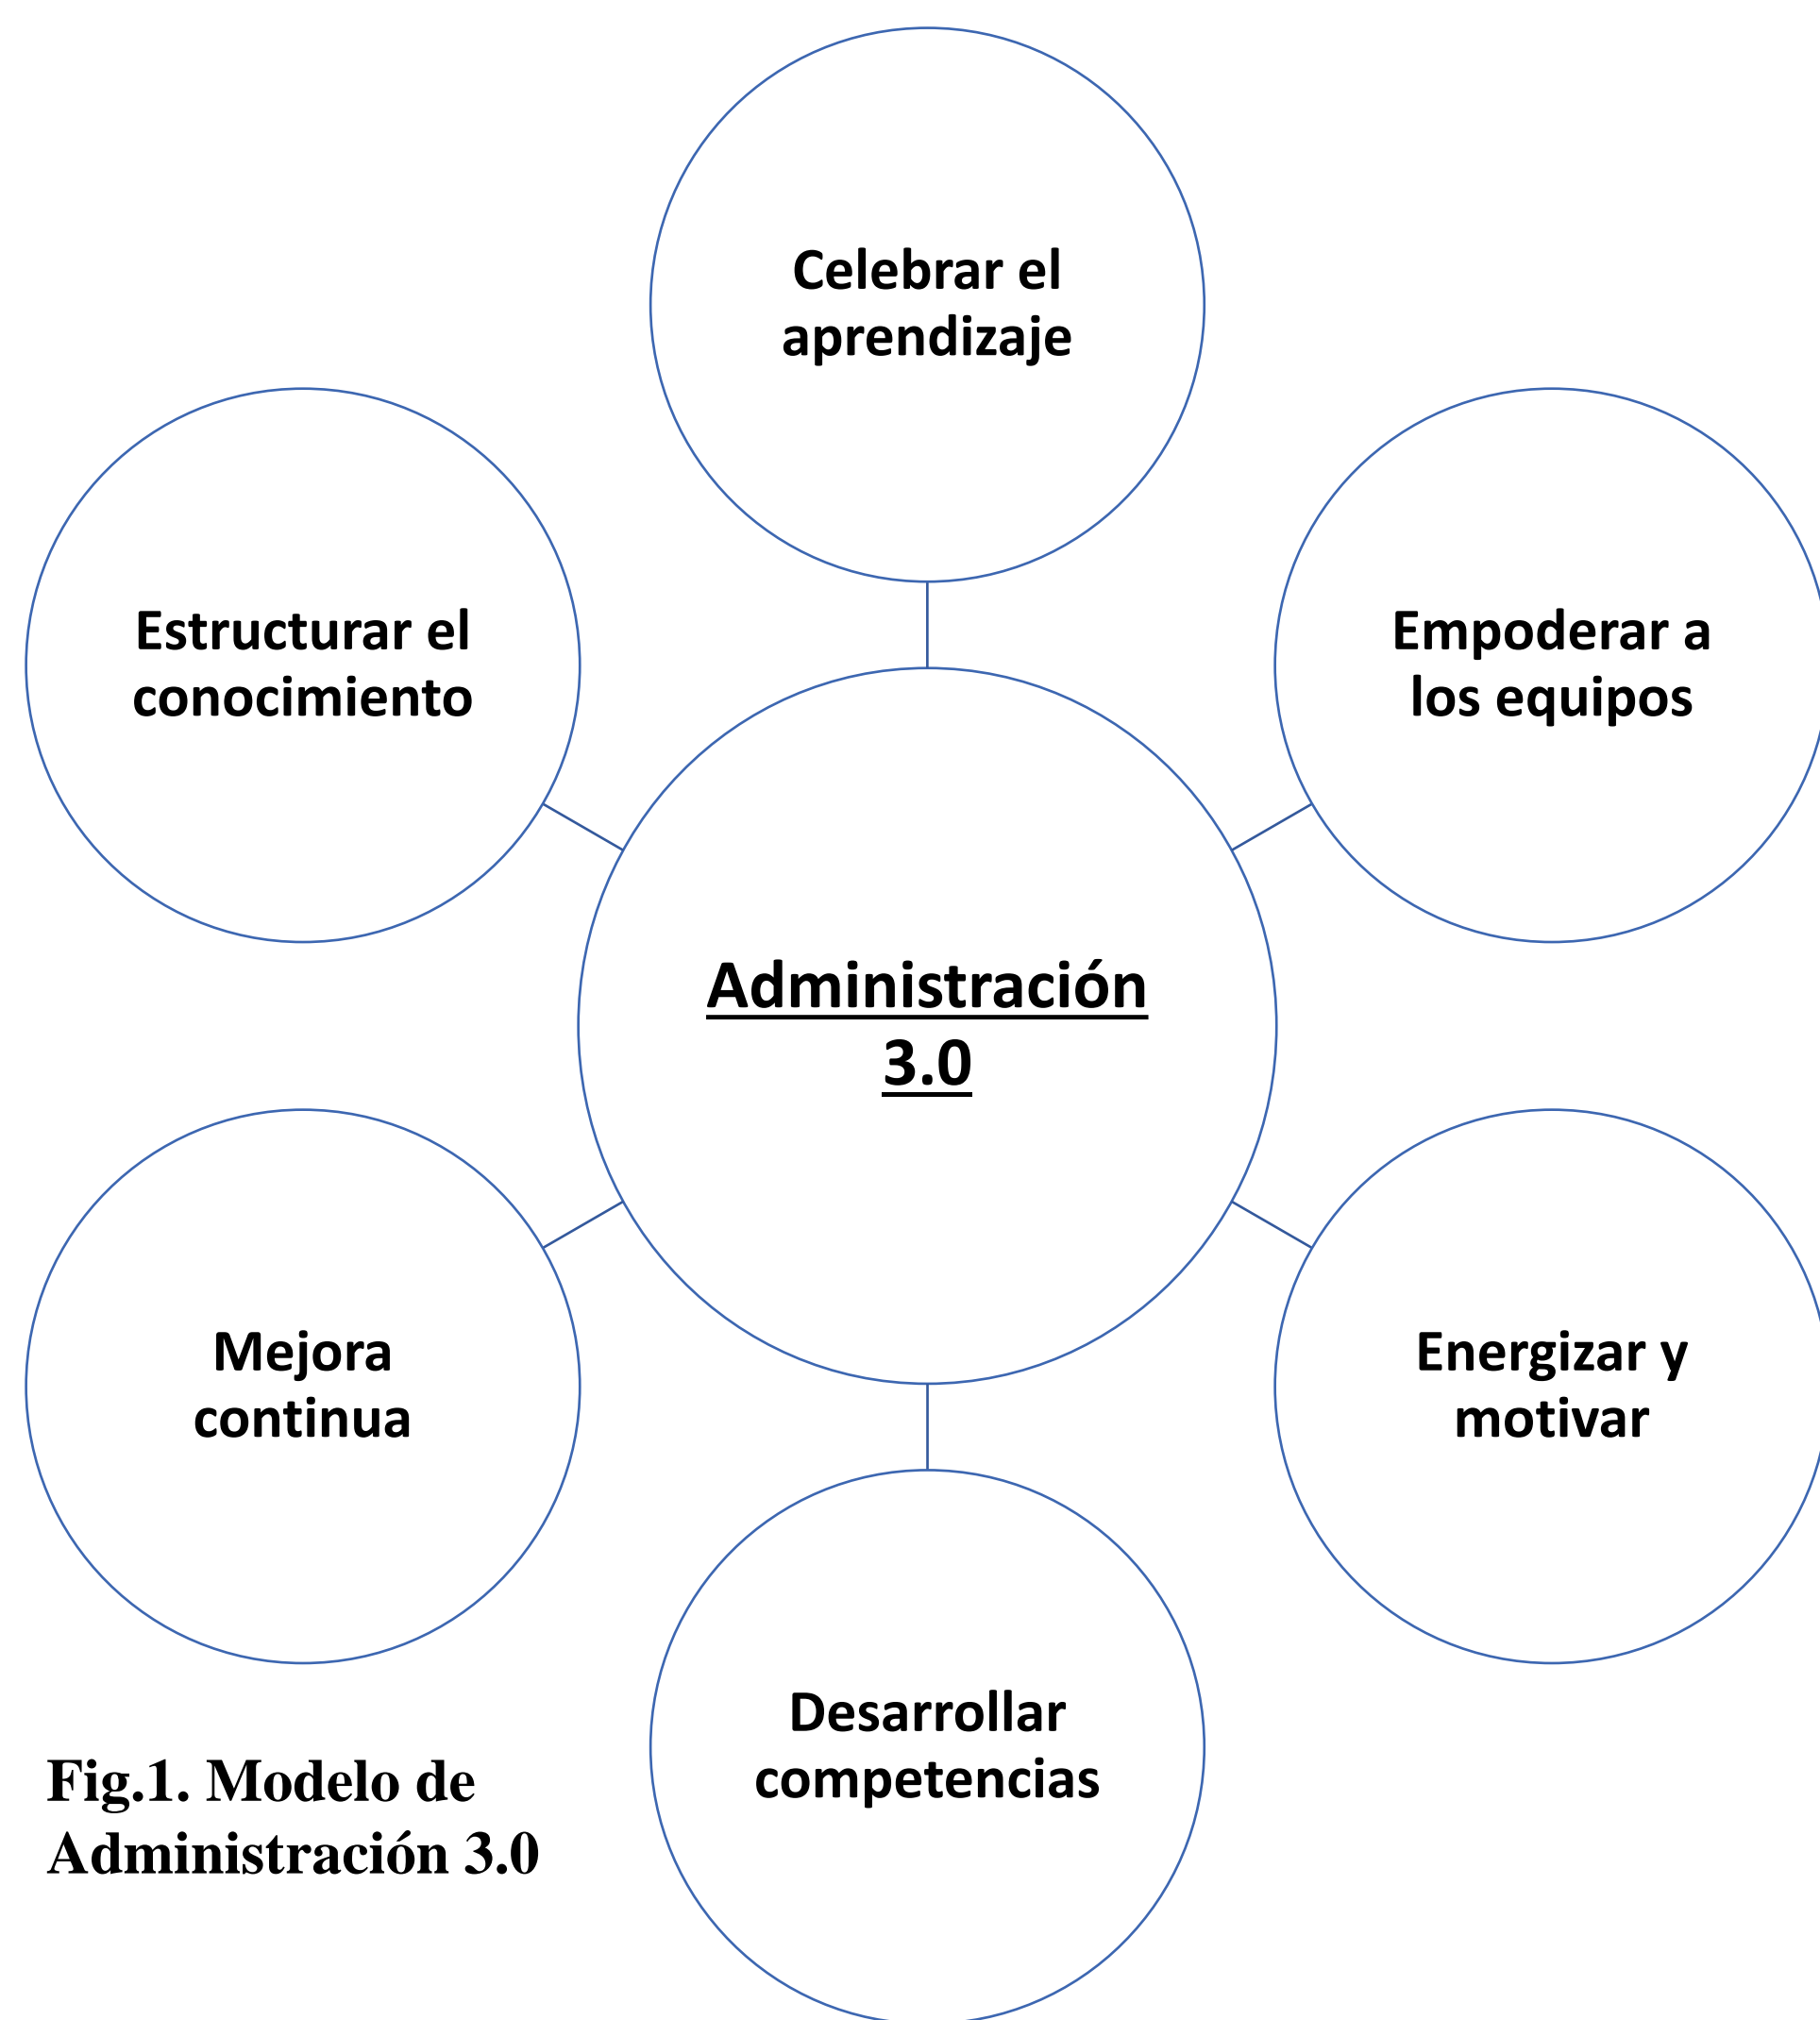 Celebrar el
aprendizaje
Estructurar el
conocimiento
Empoderar a
los equipos
Administración
3.0
Mejora
continua
Energizar y
motivar
Desarrollar
competencias
Fig.1. Modelo de
Administración 3.0